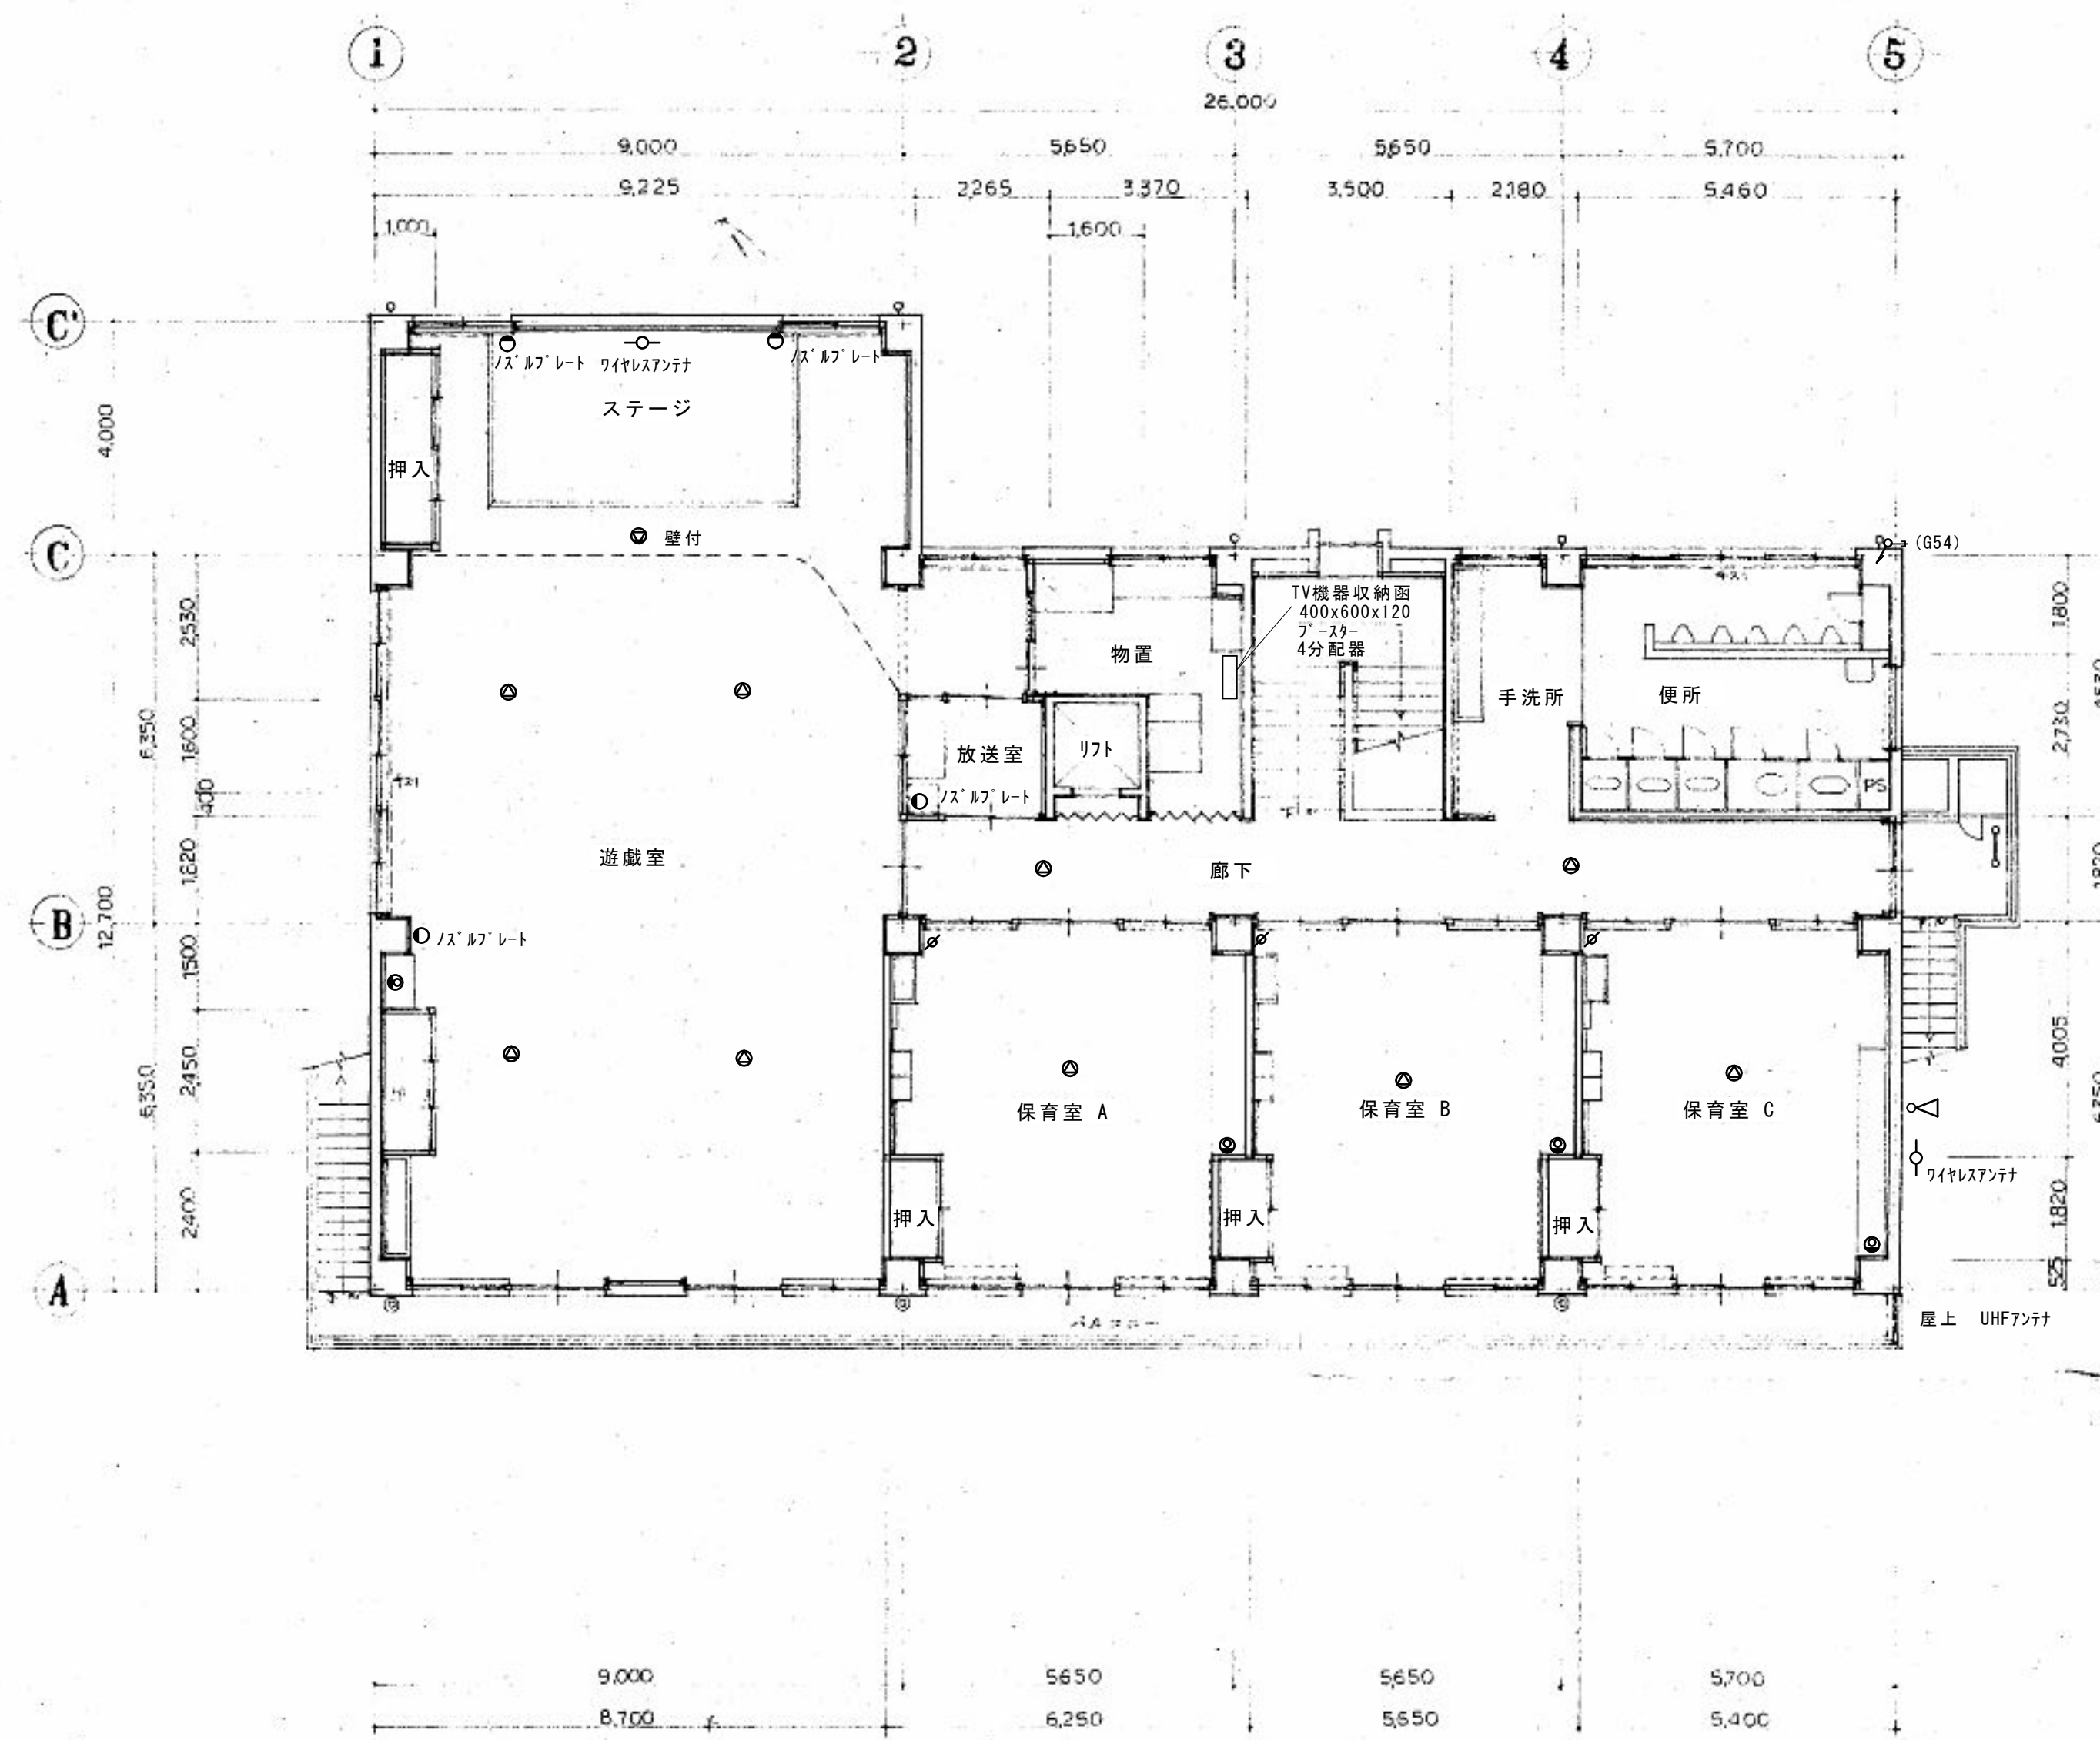 1 2 3 4 5
26,000
9,000 5,650 5,650 5,700
9,225 2,265 3,370 3,500 2,180 5,460
1,000 1,600
C'
ノズルプレート ワイヤレスアンテナ ノズルプレート
ステージ
4,000
押入
壁付
C
(G54)
TV機器収納函
400x600x120
ブースター
4分配器
2,530
1,800
物置
手洗所 便所
6,350
1,600
2,730
放送室 リフト
400
PS
ノズルプレート
遊戯室
1,820
廊下
12,700
B
ノズルプレート
1,500
2,450
4,005
6,350
保育室 A 保育室 B 保育室 C
ワイヤレスアンテナ
2,400
1,820
押入 押入 押入
525
A
屋上 UHFアンテナ
9,000 5,650 5,650 5,700
8,700 6,250 5,650 5,400